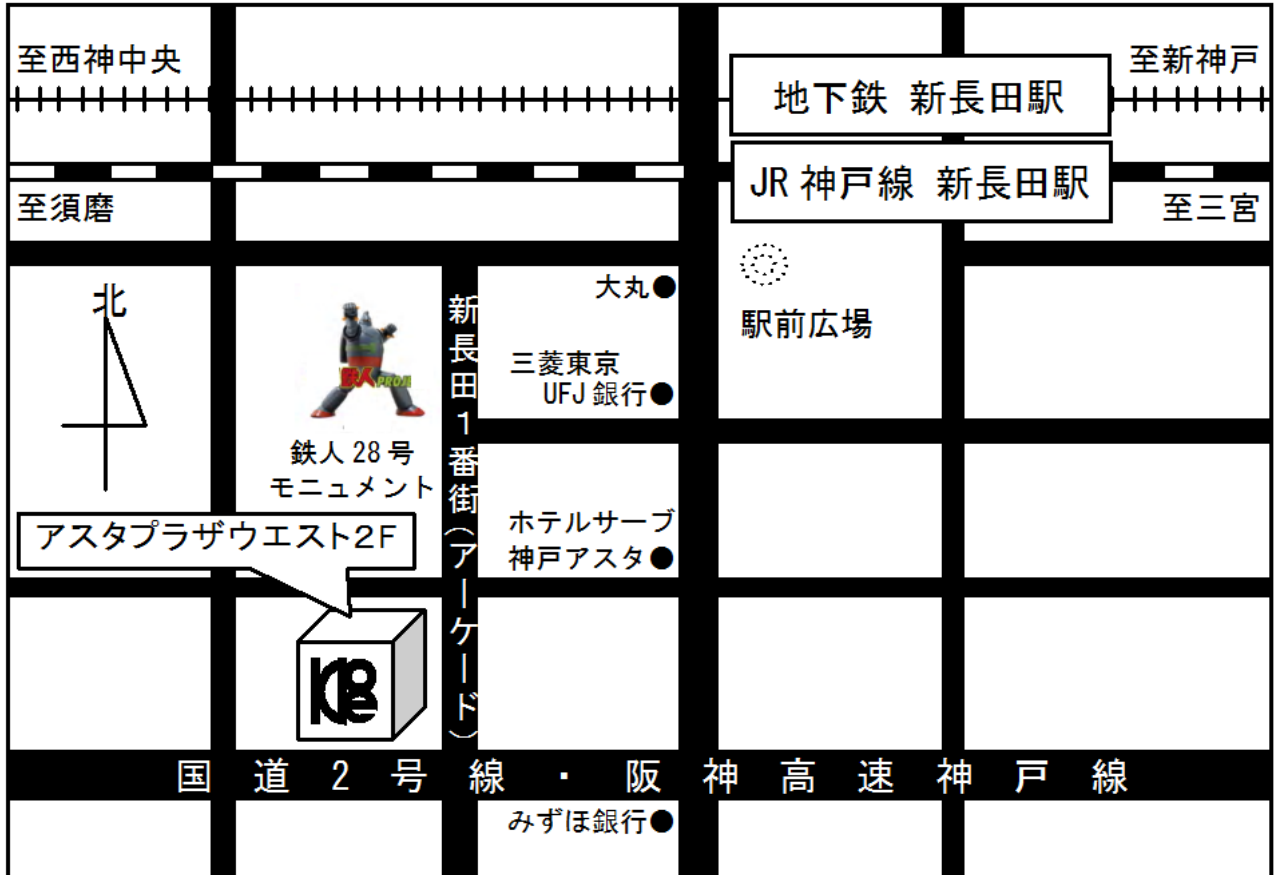 至西神中央
至新神戸
地下鉄 新長田駅
JR 神戸線 新長田駅
至須磨
至三宮
北
新長田1番街(アーケード)
大丸●
駅前広場
三菱東京
UFJ 銀行●
鉄人 PROJE
鉄人 28 号
モニュメント
ホテルサーブ
神戸アスタ●
アスタプラザウエスト2F
国道2号線・阪神高速神戸線
みずほ銀行●